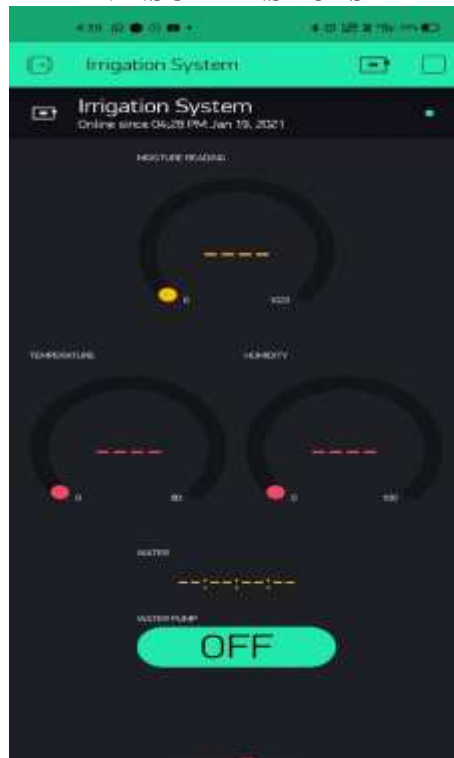 Irrigation System
Irrigation System
Online since 04:28 PM Jan 19, 2021
MOISTURE READING
----
0 1023
TEMPERATURE HUMIDITY
---- ----
0 80 0 100
WATER
--:--:--:--
WATER PUMP
OFF